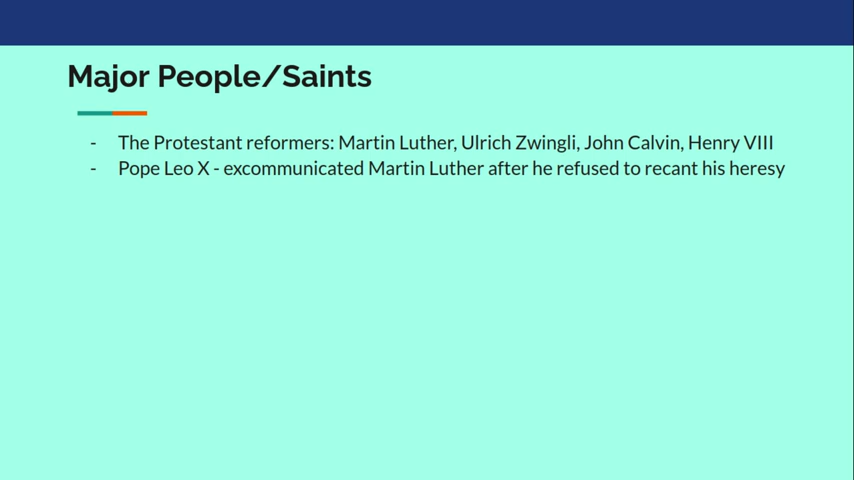 Major People/Saints
- The Protestant reformers: Martin Luther, Ulrich Zwingli, John Calvin, Henry VIII
- Pope Leo X - excommunicated Martin Luther after he refused to recant his heresy